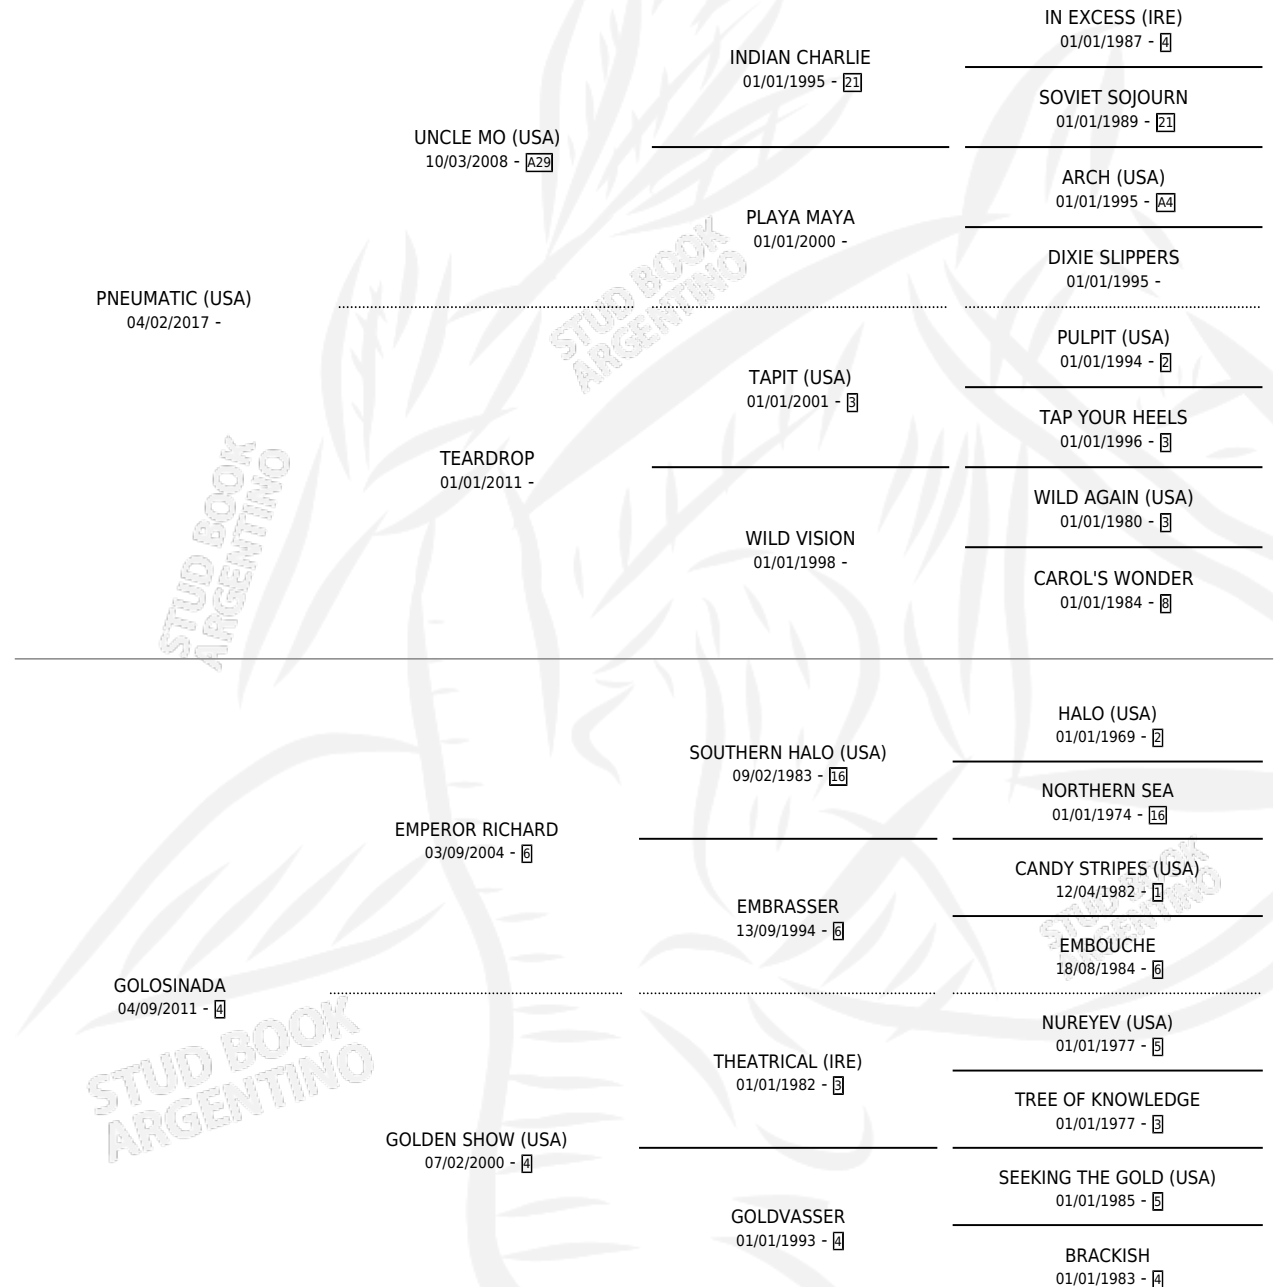 IN EXCESS (IRE)
01/01/1987 - 4
INDIAN CHARLIE
01/01/1995 - 21
SOVIET SOJOURN
01/01/1989 - 21
UNCLE MO (USA)
10/03/2008 - A29
ARCH (USA)
01/01/1995 - A4
PLAYA MAYA
01/01/2000 -
DIXIE SLIPPERS
01/01/1995 -
PNEUMATIC (USA)
04/02/2017 -
PULPIT (USA)
01/01/1994 - 2
TAPIT (USA)
01/01/2001 - 3
TAP YOUR HEELS
01/01/1996 - 3
TEARDROP
01/01/2011 -
WILD AGAIN (USA)
01/01/1980 - 3
WILD VISION
01/01/1998 -
CAROL'S WONDER
01/01/1984 - 8
HALO (USA)
01/01/1969 - 2
SOUTHERN HALO (USA)
09/02/1983 - 16
NORTHERN SEA
01/01/1974 - 16
EMPEROR RICHARD
03/09/2004 - 6
CANDY STRIPES (USA)
12/04/1982 - 1
EMBRASSER
13/09/1994 - 6
EMBOUCHE
18/08/1984 - 6
GOLOSINADA
04/09/2011 - 4
NUREYEV (USA)
01/01/1977 - 5
THEATRICAL (IRE)
01/01/1982 - 3
TREE OF KNOWLEDGE
01/01/1977 - 3
GOLDEN SHOW (USA)
07/02/2000 - 4
SEEKING THE GOLD (USA)
01/01/1985 - 5
GOLDVASSER
01/01/1993 - 4
BRACKISH
01/01/1983 - 4
STUD BOOK
ARGENTINO
STUD BOOK
ARGENTINO
STUD BOOK
ARGENTINO
STUD BOOK
ARGENTINO